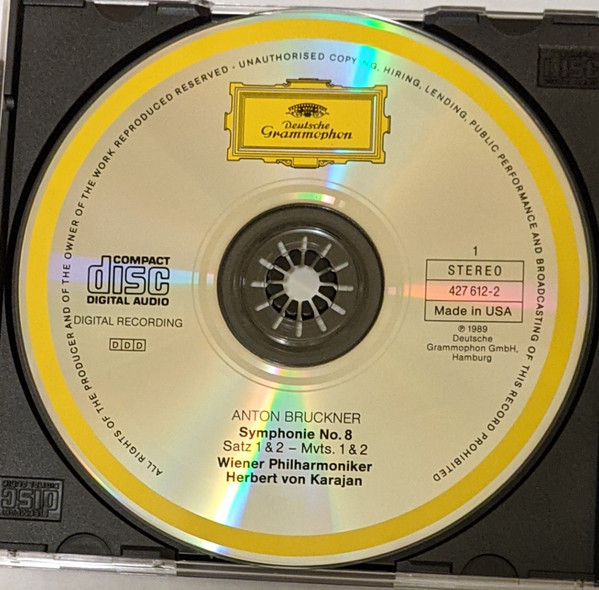 ALL RIGHTS OF THE PRODUCER AND OF THE OWNER OF THE WORK REPRODUCED RESERVED · UNAUTHORISED COPYING, HIRING, LENDING, PUBLIC PERFORMANCE AND BROADCASTING OF THIS RECORD PROHIBITED
Deutsche
Grammophon
COMPACT
disc
DIGITAL AUDIO
DIGITAL RECORDING
DDD
1
STEREO
427 612-2
Made in USA
℗ 1989
Deutsche
Grammophon GmbH,
Hamburg
ANTON BRUCKNER
Symphonie No. 8
Satz 1 & 2 – Mvts. 1 & 2
Wiener Philharmoniker
Herbert von Karajan
disc
disc